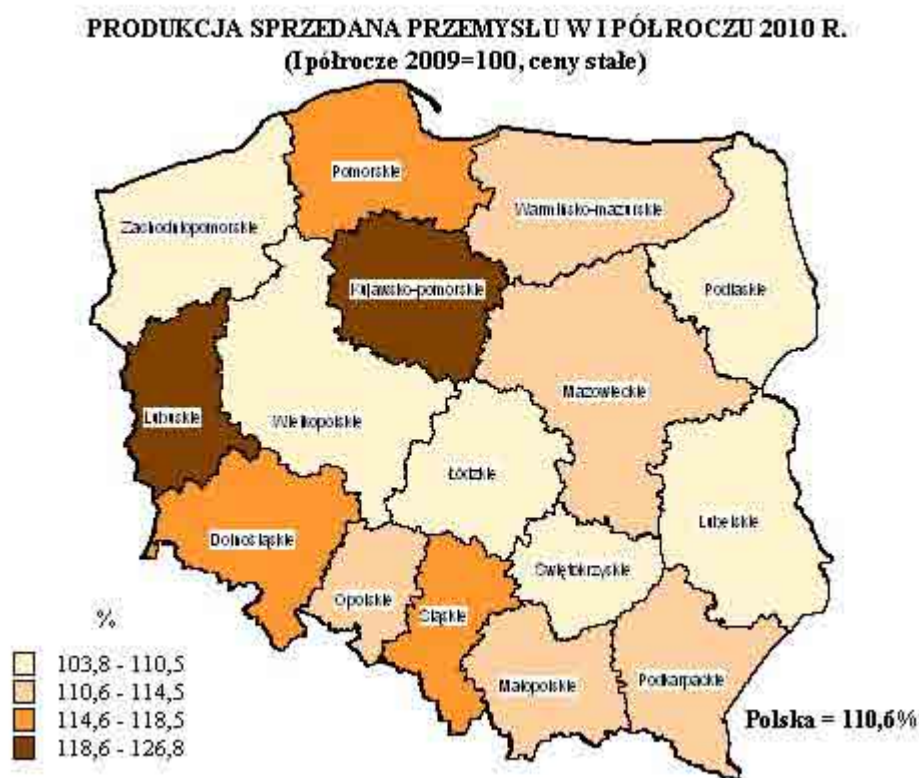 PRODUKCJA SPRZEDANA PRZEMYSŁU W I PÓŁROCZU 2010 R.
(I półrocze 2009=100, ceny stałe)
Pomorskie
Warmińsko-mazurskie
Zachodniopomorskie
Kujawsko-pomorskie
Podlaskie
Mazowieckie
Lubuskie
Wielkopolskie
Łódzkie
Lubelskie
Dolnośląskie
Świętokrzyskie
Opolskie
Śląskie
Małopolskie
Podkarpackie
%
103,8 - 110,5
110,6 - 114,5
114,6 - 118,5
118,6 - 126,8
Polska = 110,6%